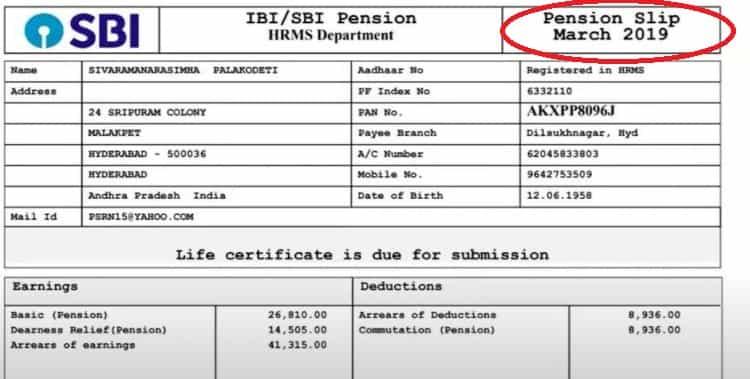 SBI
IBI/SBI Pension
HRMS Department
Pension Slip
March 2019
Name SIVARAMANARASIMHA PALAKODETI Aadhaar No Registered in HRMS
Address PF Index No 6332110
24 SRIPURAM COLONY PAN No. AKXPP8096J
MALAKPET Payee Branch Dilsukhnagar, Hyd
HYDERABAD - 500036 A/C Number 62045833803
HYDERABAD Mobile No. 9642753509
Andhra Pradesh India Date of Birth 12.06.1958
Mail Id PSRN15@YAHOO.COM
Life certificate is due for submission
Earnings Deductions
Basic (Pension) 26,810.00 Arrears of Deductions 8,936.00
Dearness Relief(Pension) 14,505.00 Commutation (Pension) 8,936.00
Arrears of earnings 41,315.00